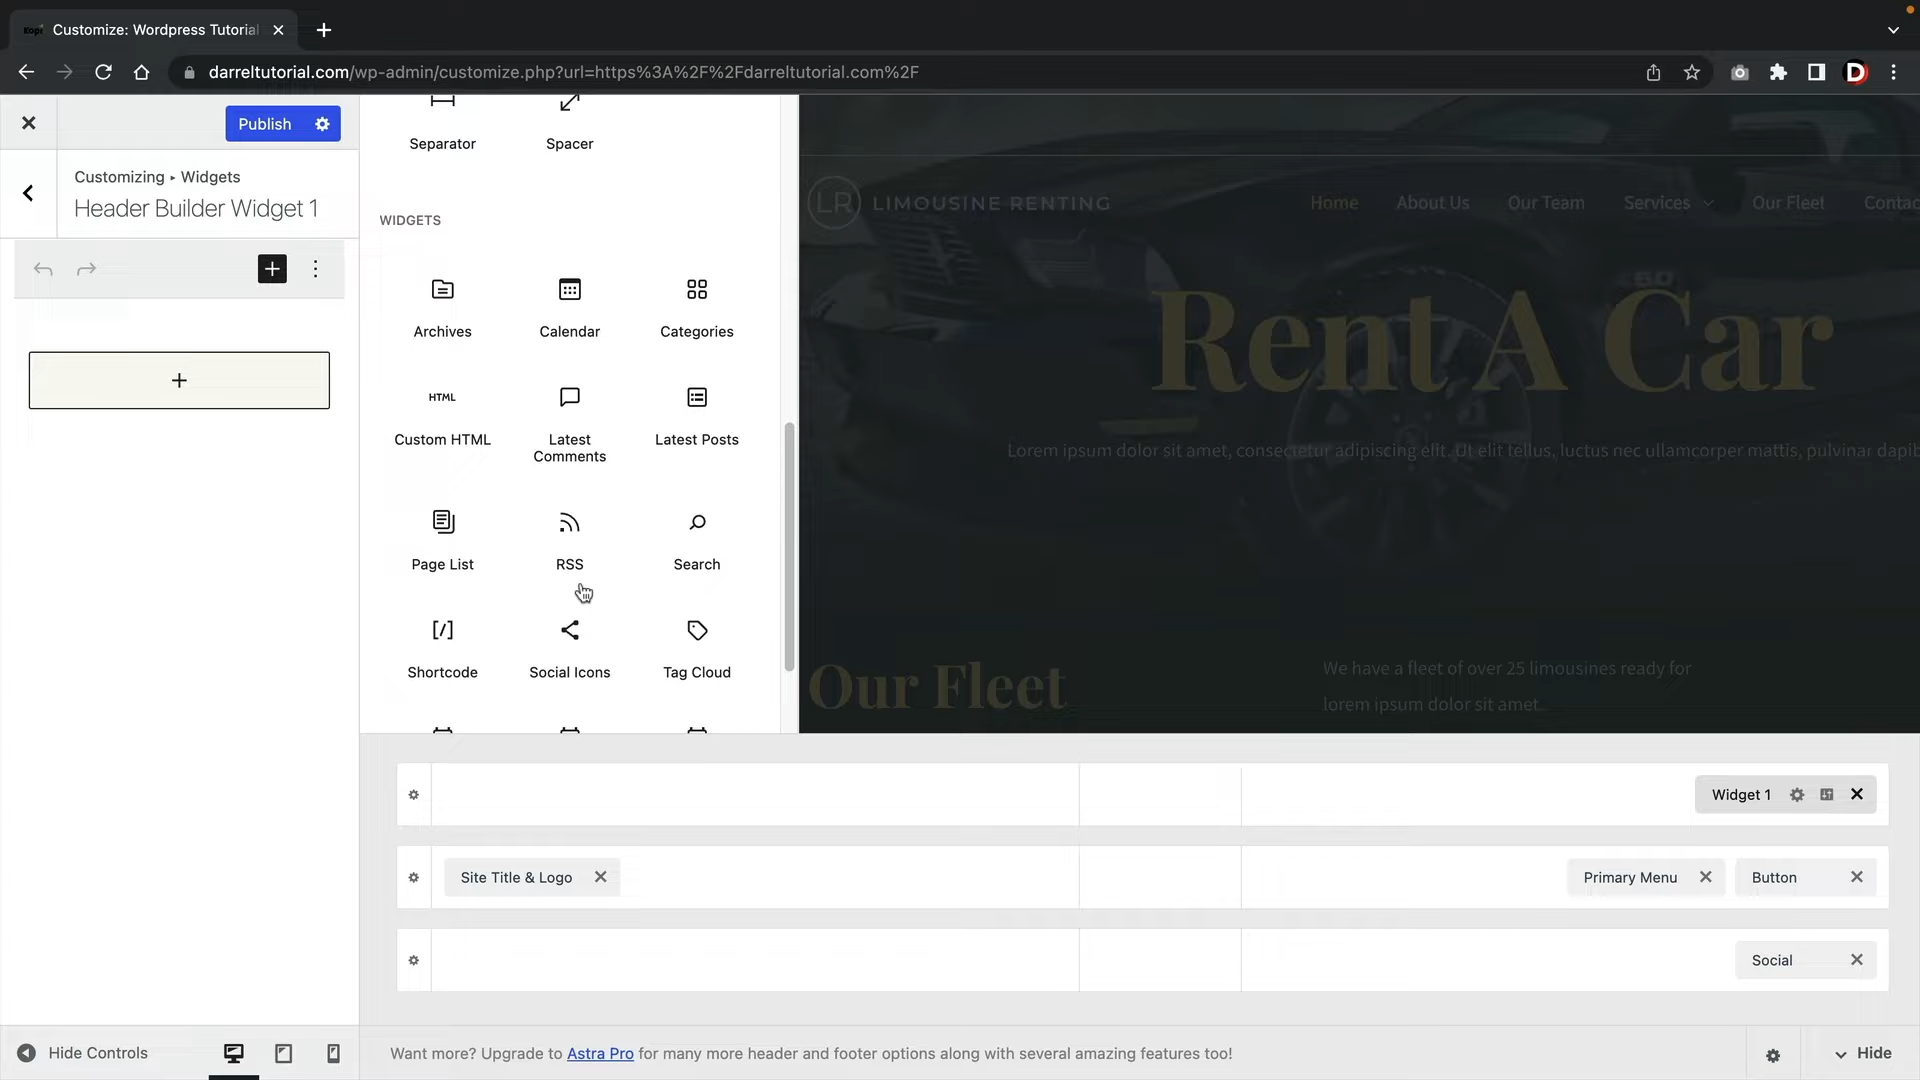 Customize: Wordpress Tutorial
darreltutorial.com/wp-admin/customize.php?url=https%3A%2F%2Fdarreltutorial.com%2F
D
Publish
Customizing ▸ Widgets
Header Builder Widget 1
Separator
Spacer
WIDGETS
Archives
Calendar
Categories
HTML
Custom HTML
Latest
Comments
Latest Posts
Page List
RSS
Search
[/]
Shortcode
Social Icons
Tag Cloud
LR LIMOUSINE RENTING
Home
About Us
Our Team
Services
Our Fleet
Contac
Rent A Car
Lorem ipsum dolor sit amet, consectetur adipiscing elit. Ut elit tellus, luctus nec ullamcorper mattis, pulvinar dapib
Our Fleet
We have a fleet of over 25 limousines ready for
lorem ipsum dolor sit amet.
Widget 1
Site Title & Logo
Primary Menu
Button
Social
Hide Controls
Want more? Upgrade to Astra Pro for many more header and footer options along with several amazing features too!
Hide